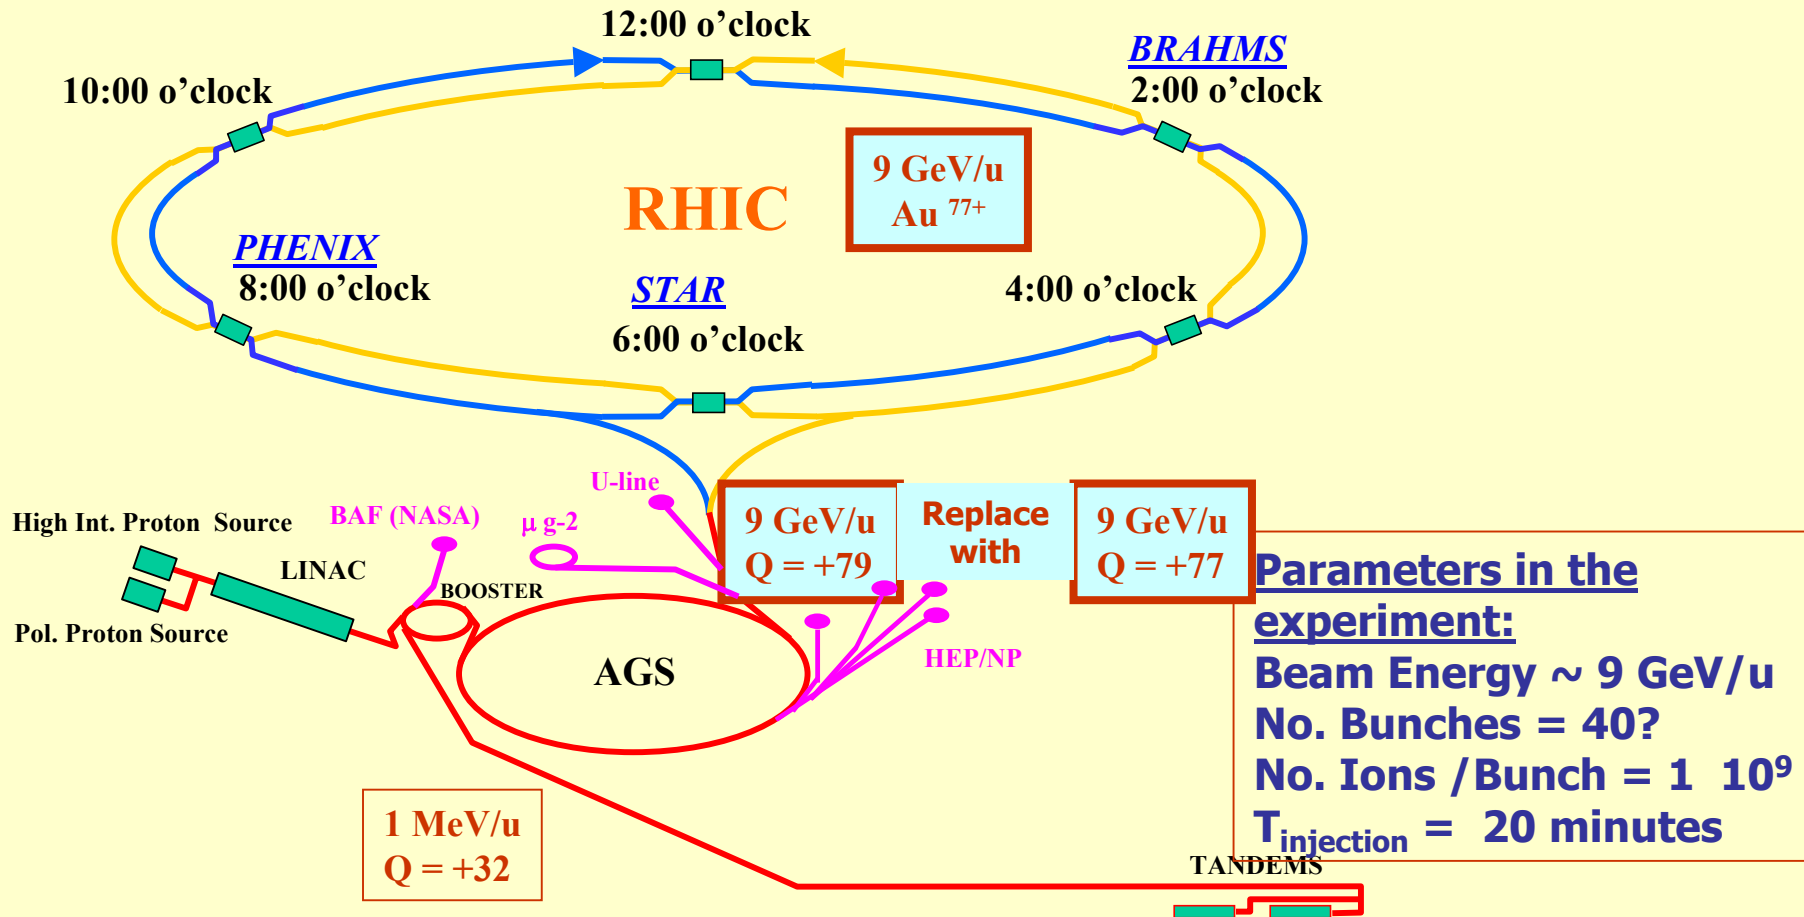 12:00 o’clock
BRAHMS
2:00 o’clock
10:00 o’clock
9 GeV/u
Au 77+
RHIC
PHENIX
8:00 o’clock
STAR
6:00 o’clock
4:00 o’clock
U-line
BAF (NASA)
μ g-2
High Int. Proton Source
LINAC
BOOSTER
Pol. Proton Source
9 GeV/u
Q = +79
Replace
with
9 GeV/u
Q = +77
AGS
HEP/NP
Parameters in the
experiment:
Beam Energy ~ 9 GeV/u
No. Bunches = 40?
No. Ions /Bunch = 1 10⁹
Tinjection = 20 minutes
1 MeV/u
Q = +32
TANDEMS